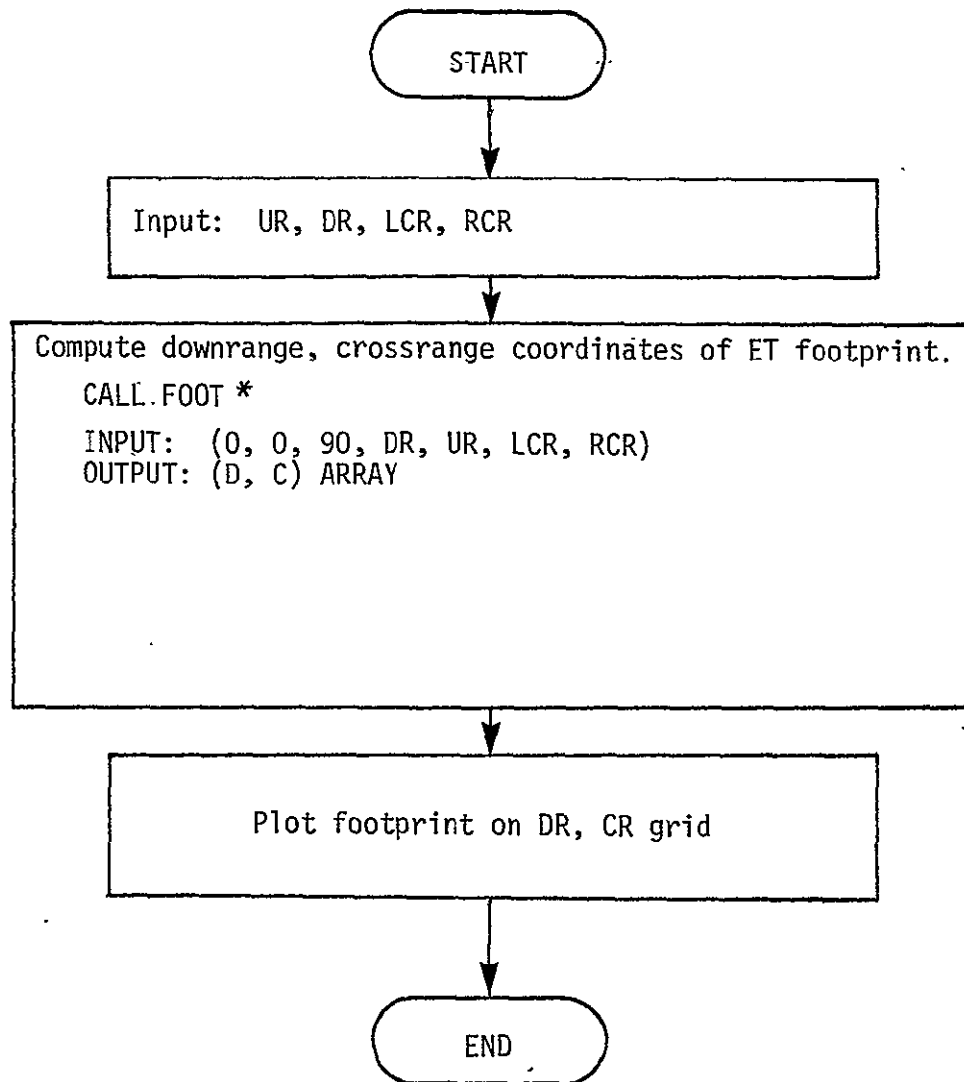 START
Input: UR, DR, LCR, RCR
Compute downrange, crossrange coordinates of ET footprint.
CALL.FOOT *
INPUT: (0, 0, 90, DR, UR, LCR, RCR)
OUTPUT: (D, C) ARRAY
Plot footprint on DR, CR grid
END